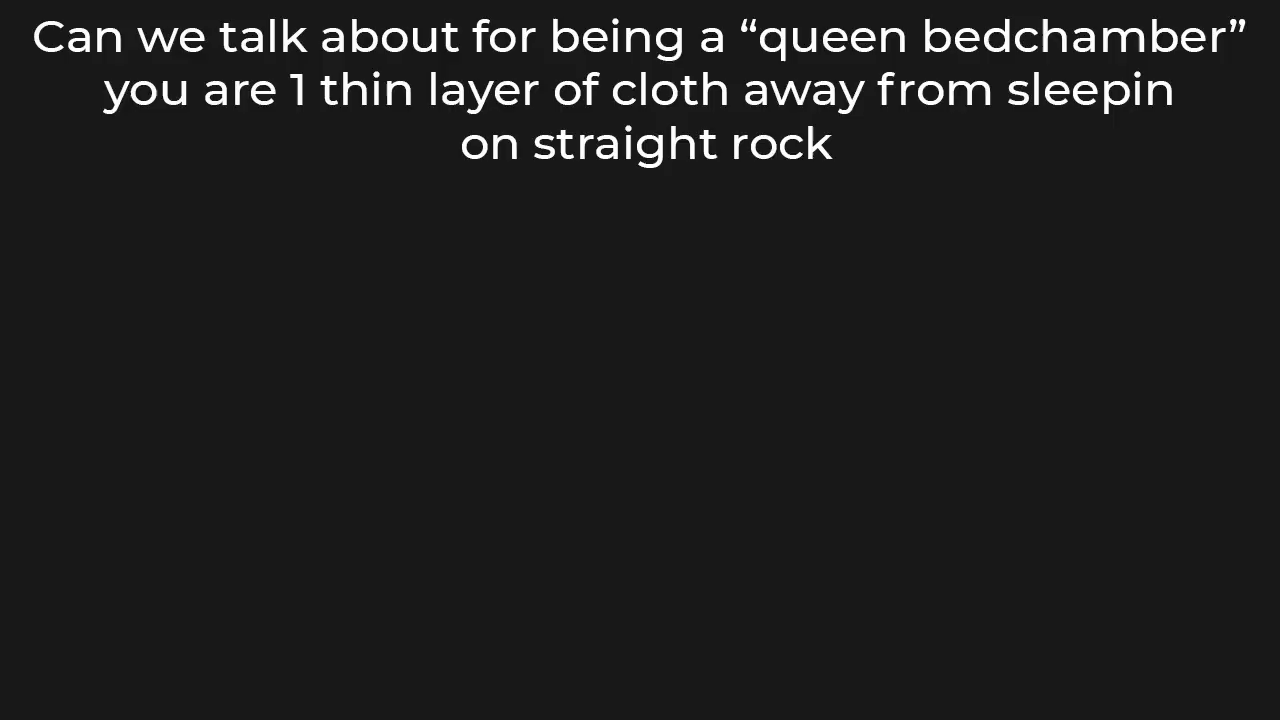 Can we talk about for being a “queen bedchamber”
you are 1 thin layer of cloth away from sleepin
on straight rock